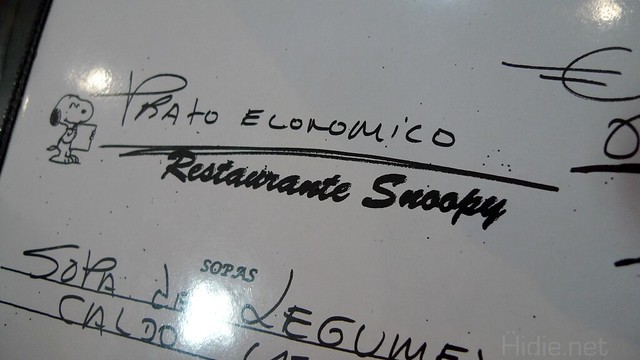 PRATO ECONOMICO
€
Restaurante Snoopy
SOPAS
SOPA de LEGUMES
CALDO
Hidie.net